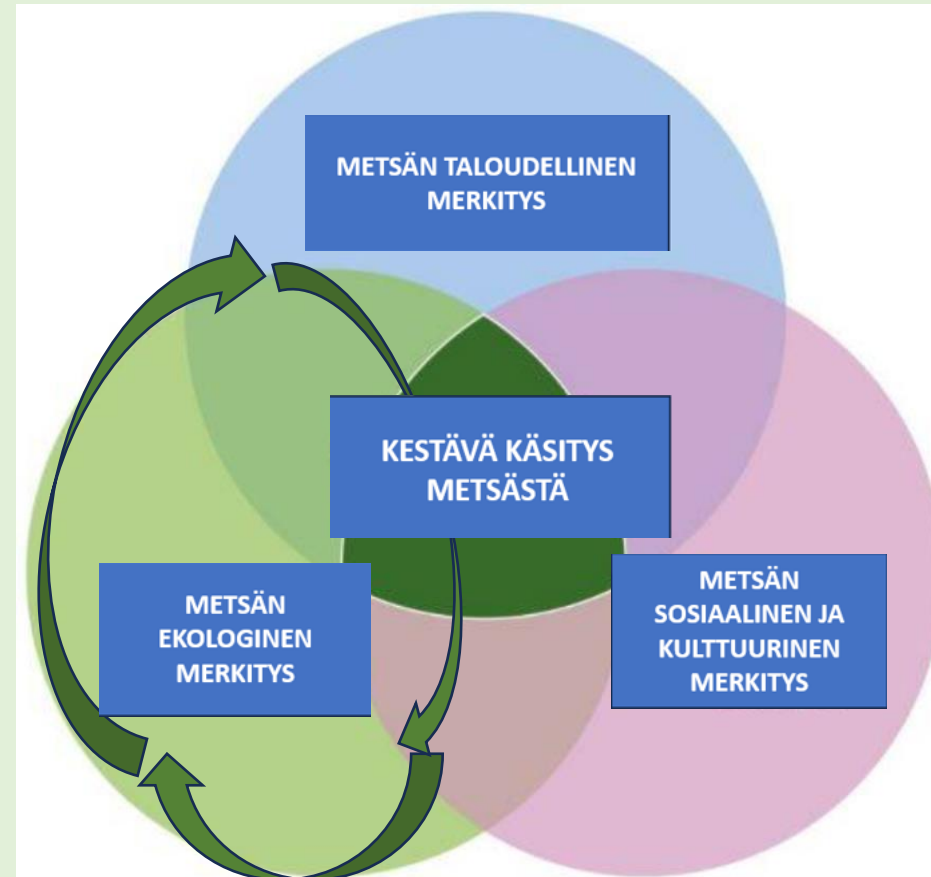 METSÄN TALOUDELLINEN
MERKITYS
KESTÄVÄ KÄSITYS
METSÄSTÄ
METSÄN
EKOLOGINEN
MERKITYS
METSÄN
SOSIAALINEN JA
KULTTUURINEN
MERKITYS